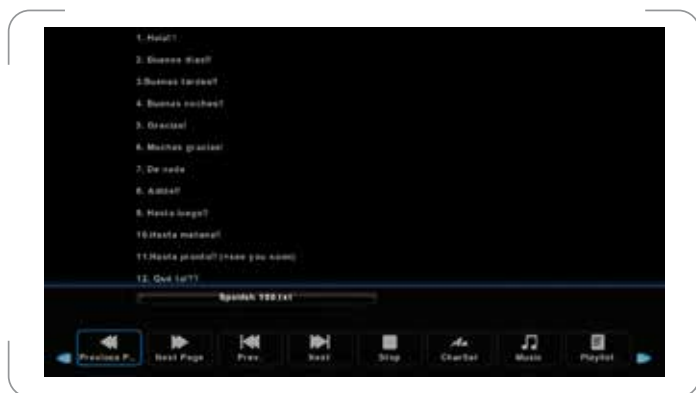 1. Hola!!
2. Buenos dias!!
3.Buenas tardes!!
4. Buenas noches!!
5. Gracias!
6. Muchas gracias!
7. De nada
8. Adios!!
9. Hasta luego!!
10.Hasta mañana!!
11.Hasta pronto!! (=see you soon)
12. Qué tal??
Spanish 100.txt
Previous P..
Next Page
Prev.
Next
Stop
CharSet
Music
Playlist